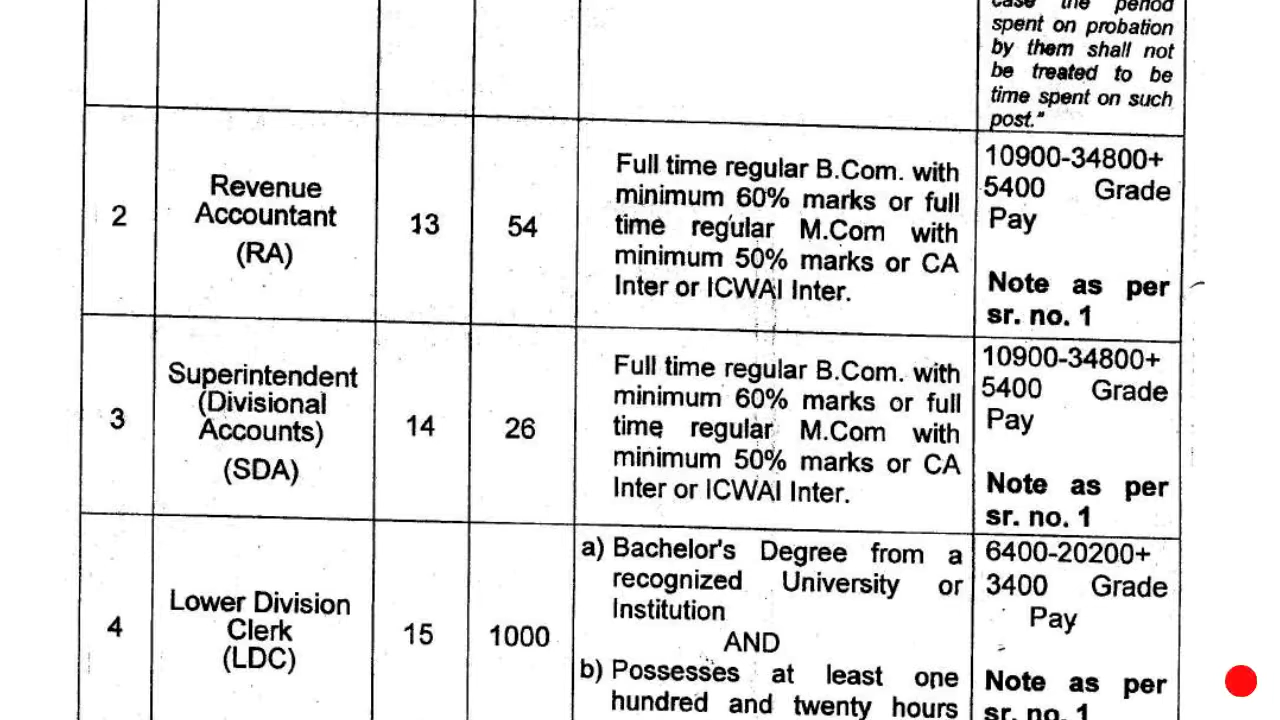 case the period
spent on probation
by them shall not
be treated to be
time spent on such
post."
2
Revenue
Accountant
(RA)
13
54
Full time regular B.Com. with
minimum 60% marks or full
time regular M.Com with
minimum 50% marks or CA
Inter or ICWAI Inter.
10900-34800+
5400 Grade
Pay
Note as per
sr. no. 1
3
Superintendent
(Divisional
Accounts)
(SDA)
14
26
Full time regular B.Com. with
minimum 60% marks or full
time regular M.Com with
minimum 50% marks or CA
Inter or ICWAI Inter.
10900-34800+
5400 Grade
Pay
Note as per
sr. no. 1
4
Lower Division
Clerk
(LDC)
15
1000
a) Bachelor's Degree from a
recognized University or
Institution
AND
b) Possesses at least one
hundred and twenty hours
6400-20200+
3400 Grade
Pay
Note as per
sr. no. 1